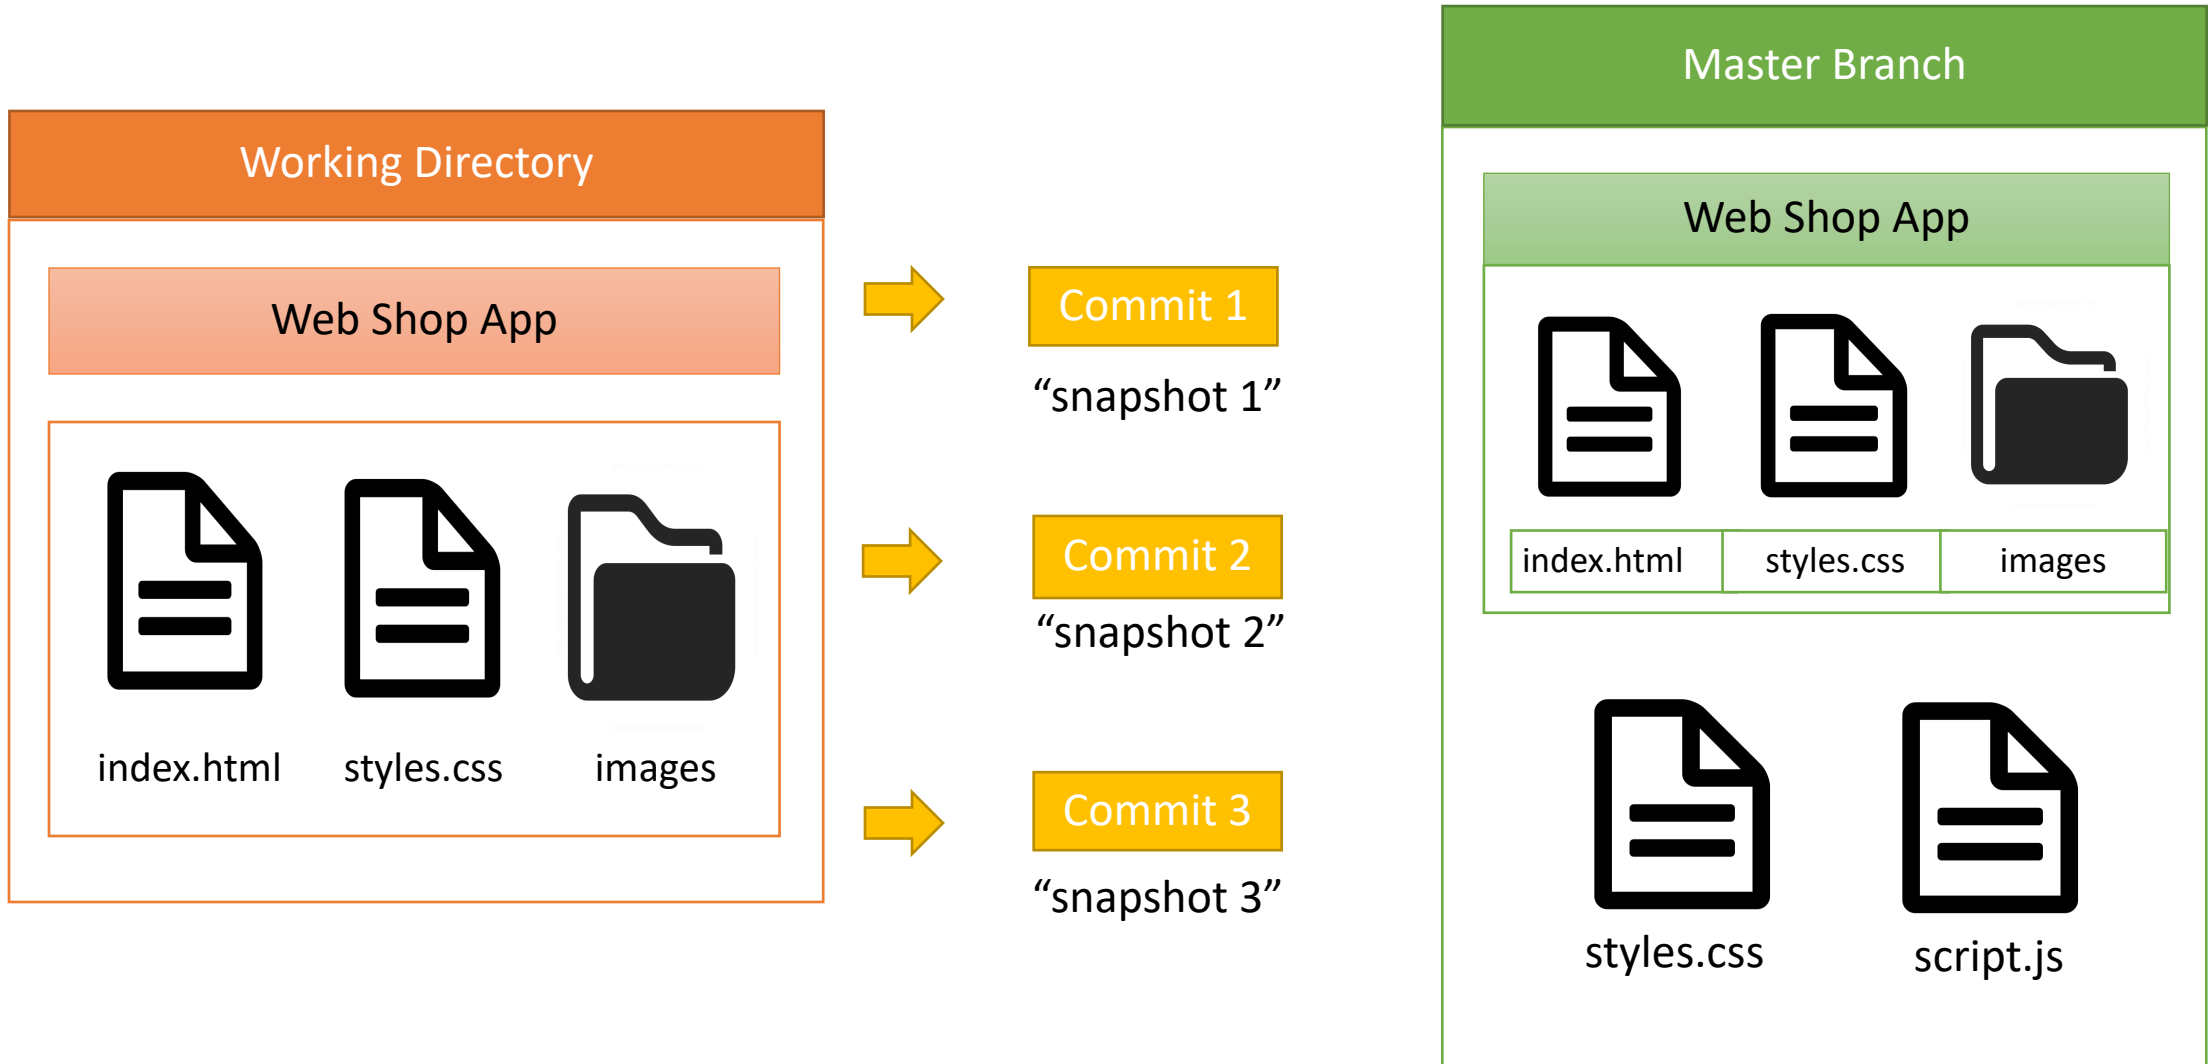 Working Directory
Web Shop App
index.html
styles.css
images
Commit 1
“snapshot 1”
Commit 2
“snapshot 2”
Commit 3
“snapshot 3”
Master Branch
Web Shop App
index.html
styles.css
images
styles.css
script.js